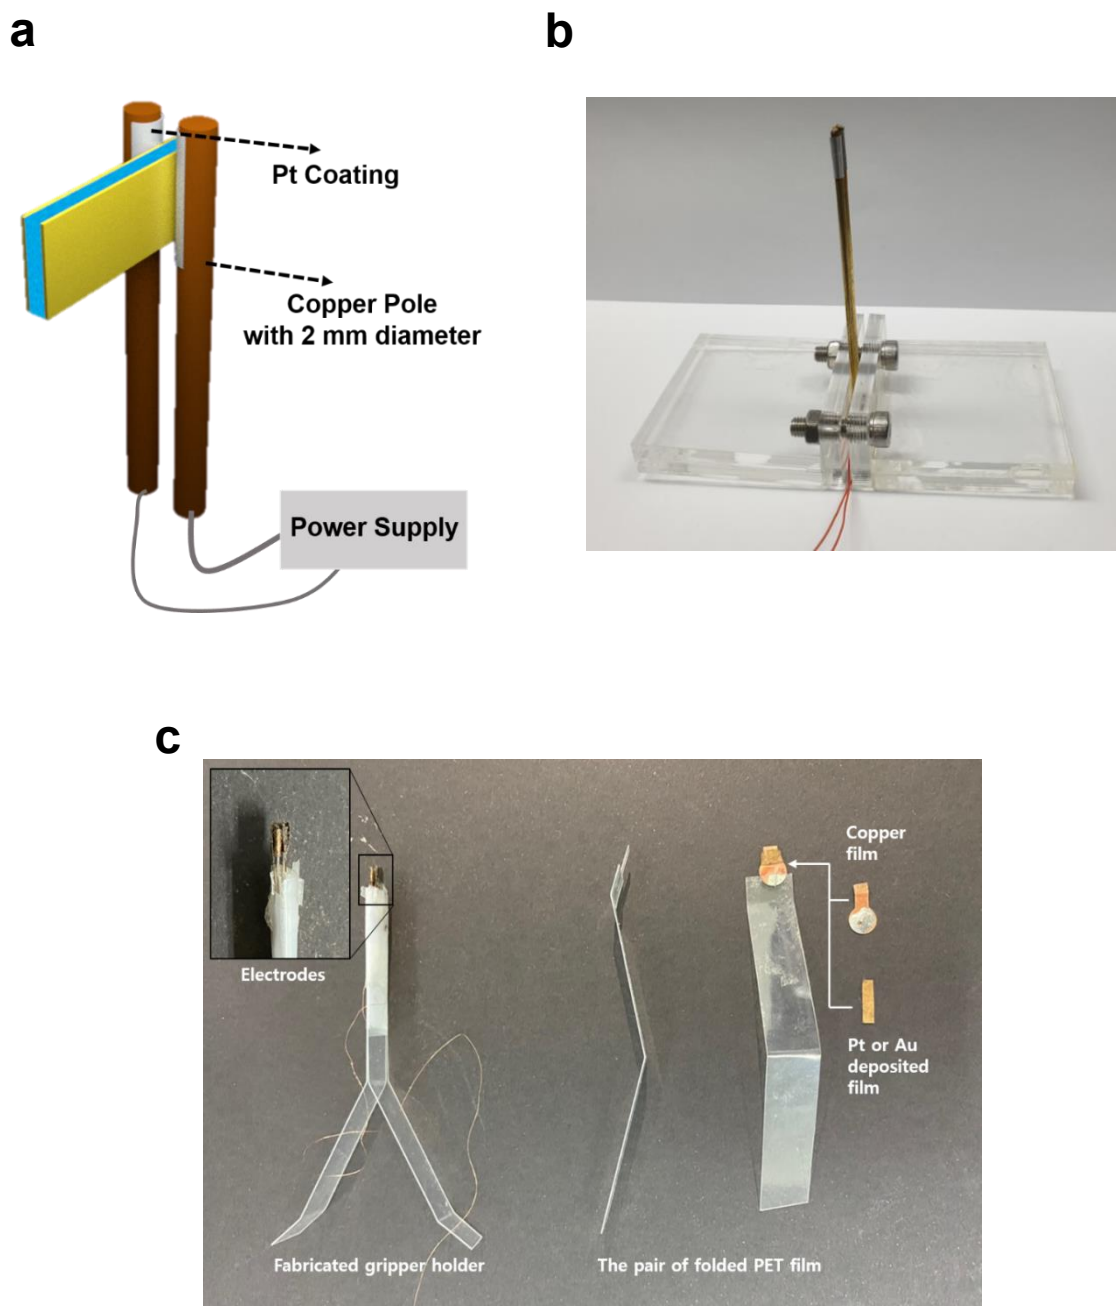 a
b
Pt Coating
Copper Pole
with 2 mm diameter
Power Supply
c
Copper
film
Electrodes
Pt or Au
deposited
film
Fabricated gripper holder
The pair of folded PET film